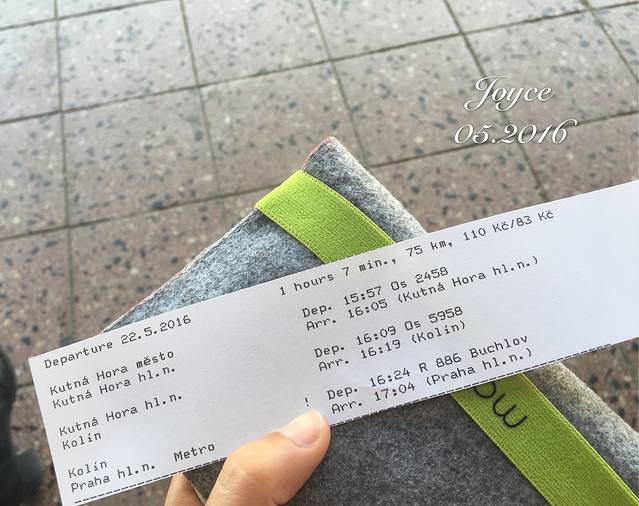 Joyce
05.2016
1 hours 7 min., 75 km, 110 Kč/83 Kč
Departure 22.5.2016
Kutná Hora město Dep. 15:57 Os 2458
Kutná Hora hl.n. Arr. 16:05 (Kutná Hora hl.n.)
Kutná Hora hl.n. Dep. 16:09 Os 5958
Kolín Arr. 16:19 (Kolín)
Kolín ! Dep. 16:24 R 886 Buchlov
Praha hl.n. Metro Arr. 17:04 (Praha hl.n.)
ow